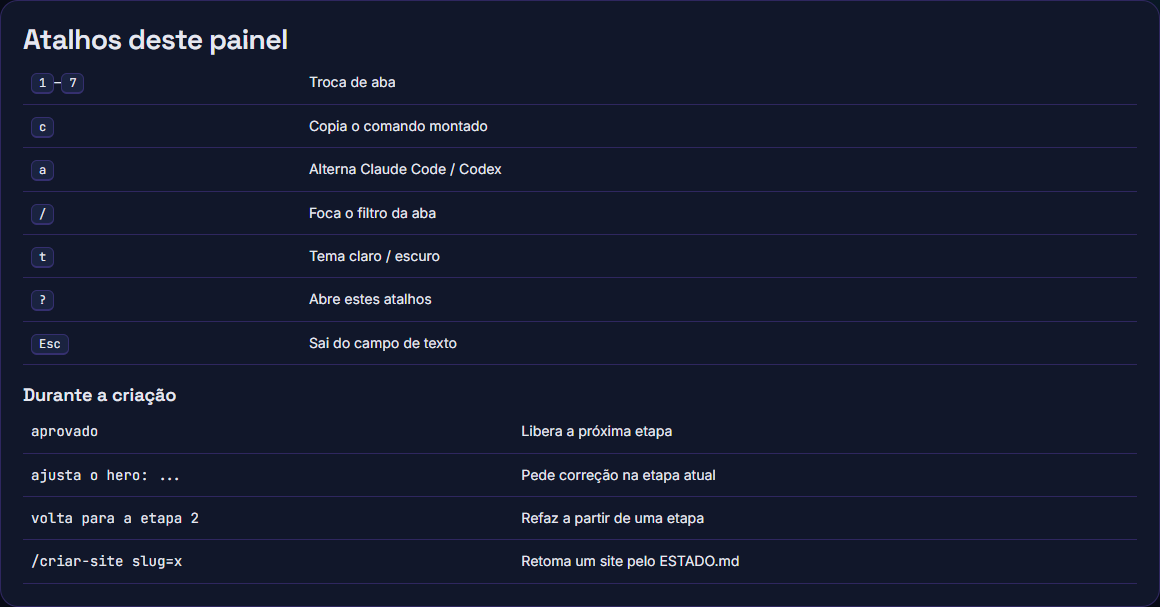 Atalhos deste painel
1–7 Troca de aba
c Copia o comando montado
a Alterna Claude Code / Codex
/ Foca o filtro da aba
t Tema claro / escuro
? Abre estes atalhos
Esc Sai do campo de texto
Durante a criação
aprovado Libera a próxima etapa
ajusta o hero: ... Pede correção na etapa atual
volta para a etapa 2 Refaz a partir de uma etapa
/criar-site slug=x Retoma um site pelo ESTADO.md